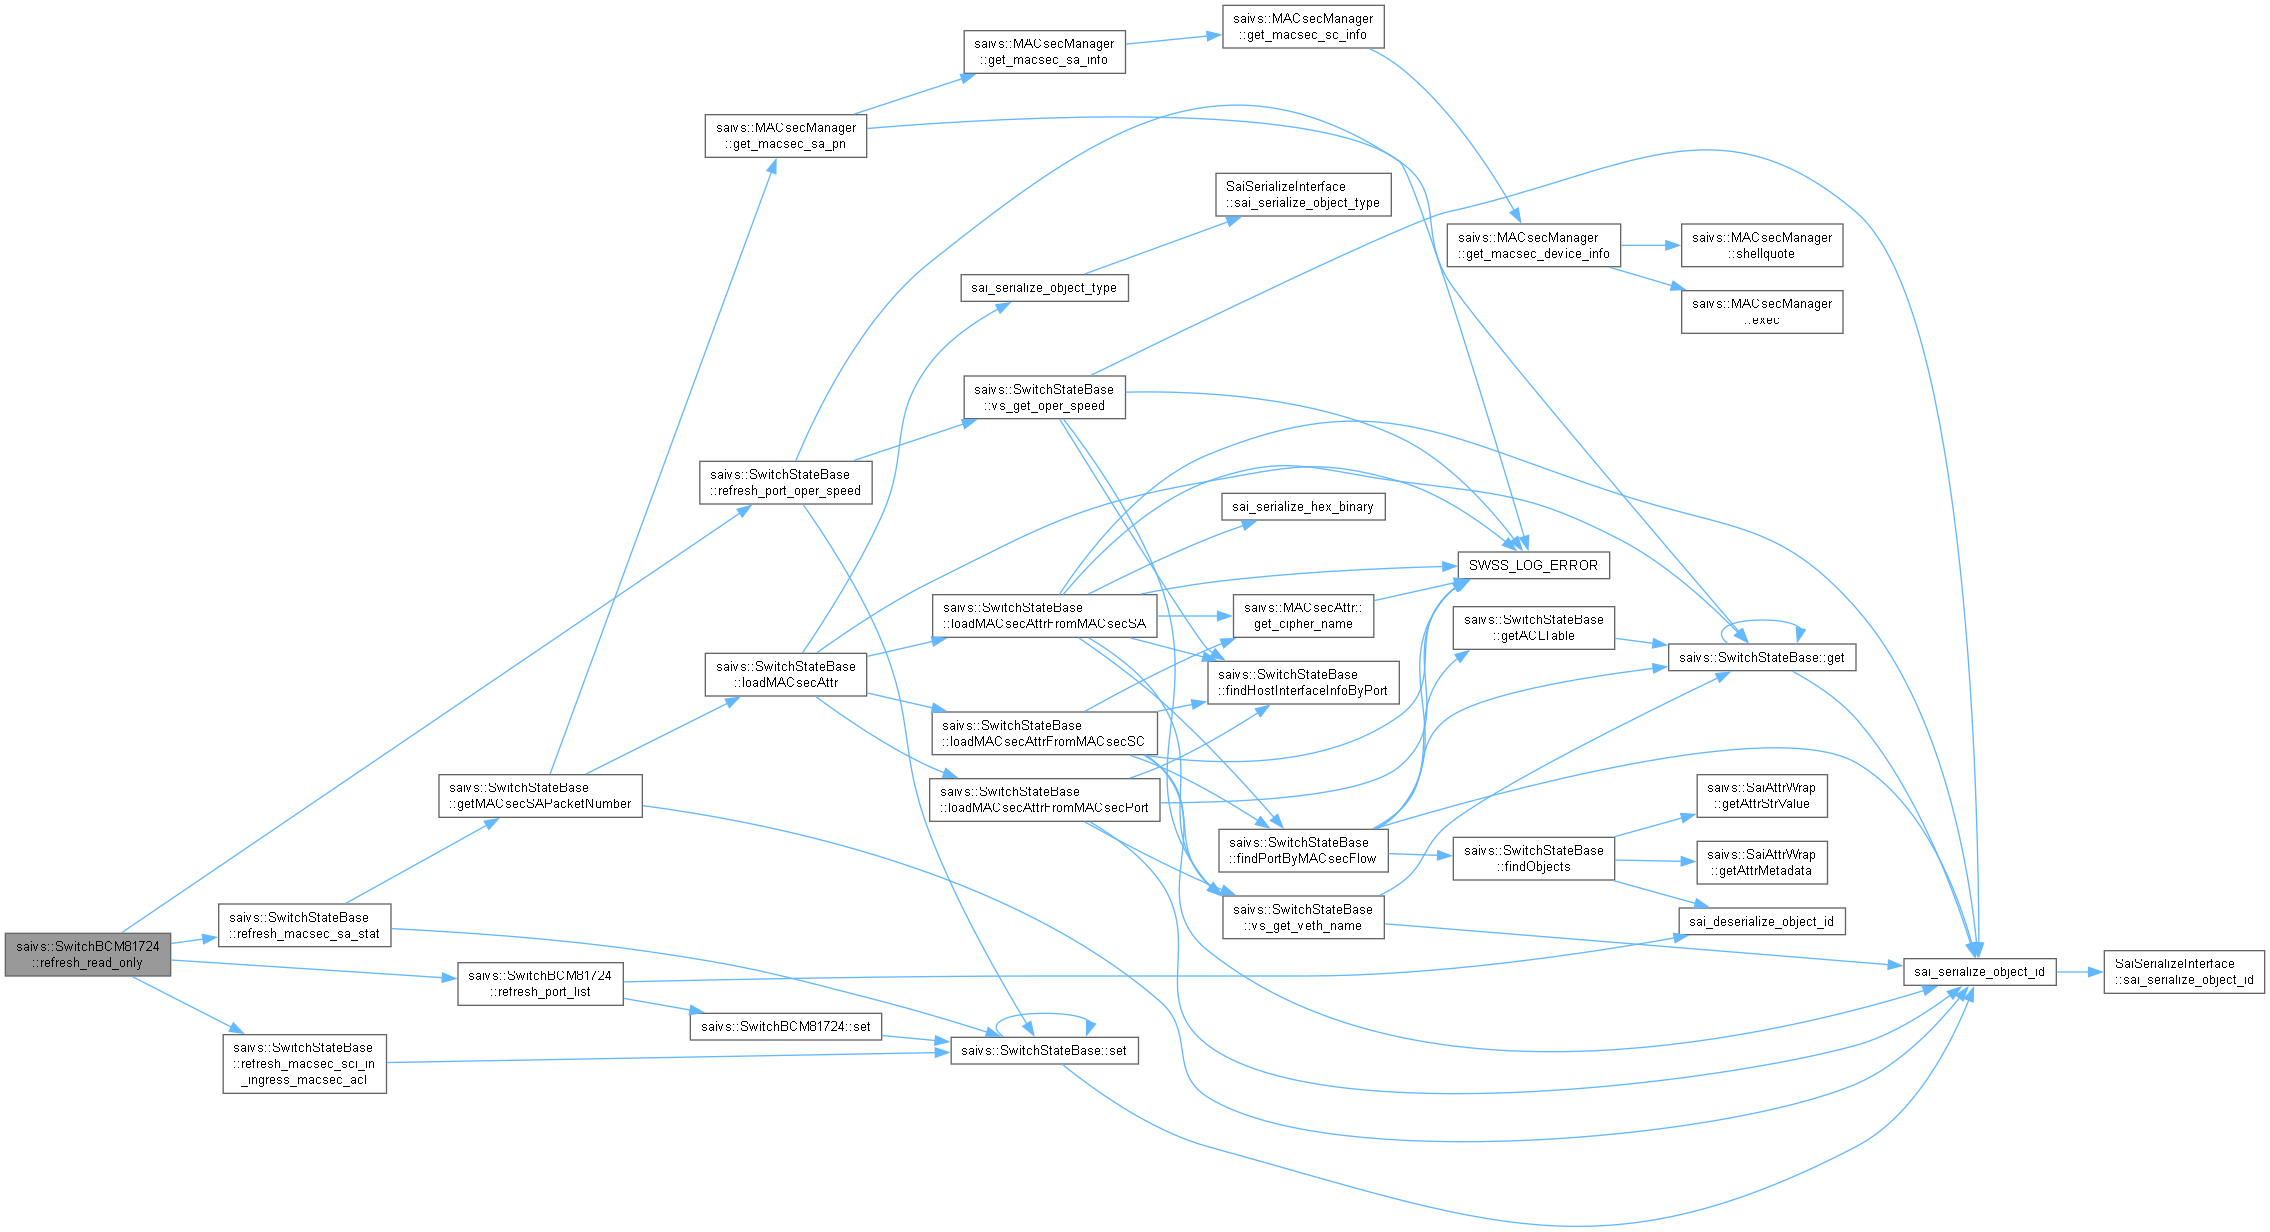 saivs::SwitchBCM81724
::refresh_read_only
saivs::SwitchStateBase
::refresh_macsec_sa_stat
saivs::SwitchStateBase
::refresh_macsec_sci_in
_ingress_macsec_acl
saivs::SwitchStateBase
::getMACsecSAPacketNumber
saivs::SwitchBCM81724
::refresh_port_list
saivs::MACsecManager
::get_macsec_sa_pn
saivs::SwitchStateBase
::refresh_port_oper_speed
saivs::SwitchStateBase
::loadMACsecAttr
saivs::SwitchBCM81724::set
saivs::MACsecManager
::get_macsec_sa_info
sai_serialize_object_type
saivs::SwitchStateBase
::vs_get_oper_speed
saivs::SwitchStateBase
::loadMACsecAttrFromMACsecSA
saivs::SwitchStateBase
::loadMACsecAttrFromMACsecSC
saivs::SwitchStateBase
::loadMACsecAttrFromMACsecPort
saivs::SwitchStateBase::set
saivs::MACsecManager
::get_macsec_sc_info
SaiSerializeInterface
::sai_serialize_object_type
sai_serialize_hex_binary
saivs::MACsecAttr::
get_cipher_name
saivs::SwitchStateBase
::findHostInterfaceInfoByPort
saivs::SwitchStateBase
::findPortByMACsecFlow
saivs::SwitchStateBase
::vs_get_veth_name
saivs::MACsecManager
::get_macsec_device_info
SWSS_LOG_ERROR
saivs::SwitchStateBase
::getACLTable
saivs::SwitchStateBase
::findObjects
saivs::MACsecManager
::shellquote
saivs::MACsecManager
::exec
saivs::SwitchStateBase::get
saivs::SaiAttrWrap
::getAttrStrValue
saivs::SaiAttrWrap
::getAttrMetadata
sai_deserialize_object_id
sai_serialize_object_id
SaiSerializeInterface
::sai_serialize_object_id